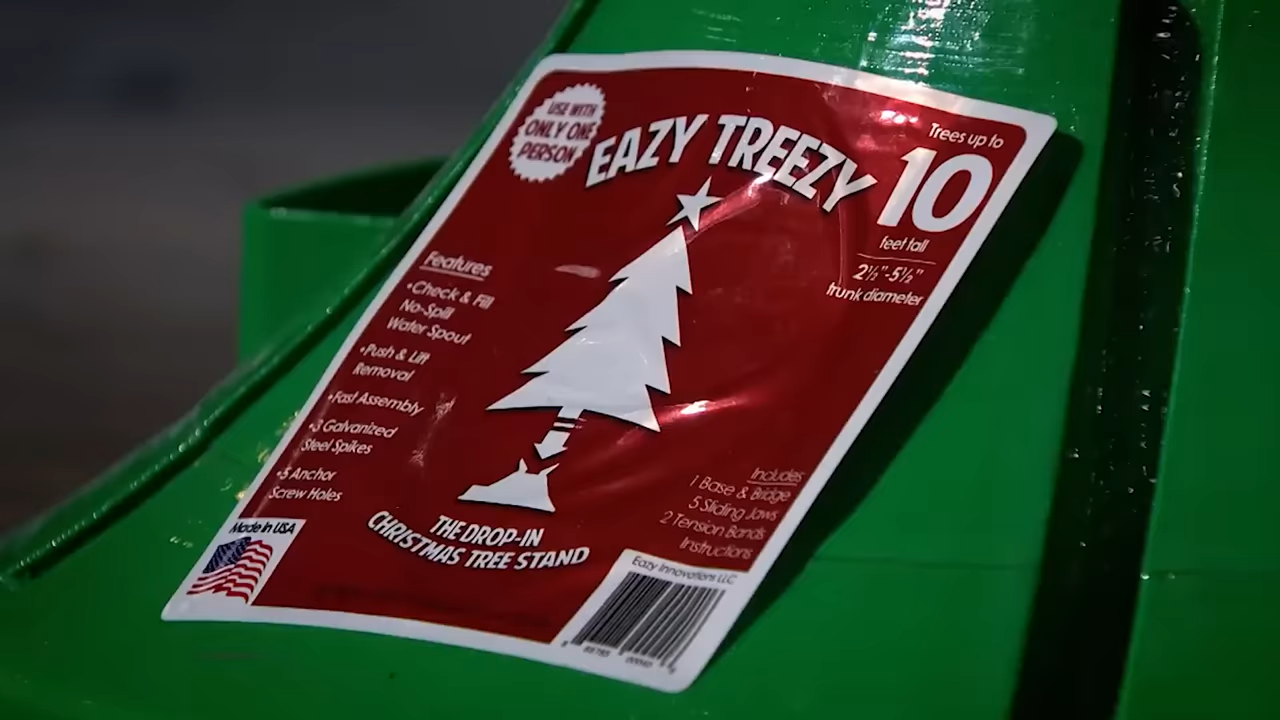 USE WITH
ONLY ONE
PERSON
EAZY TREEZY
Trees up to
10
feet tall
2½"-5½"
trunk diameter
Features
•Check & Fill
No-Spill
Water Spout
•Push & Lift
Removal
•Fast Assembly
•3 Galvanized
Steel Spikes
•5 Anchor
Screw Holes
Made in USA
THE DROP-IN
CHRISTMAS TREE STAND
Includes
1 Base & Bridge
5 Sliding Jaws
2 Tension Bands
Instructions
Eazy Innovations LLC